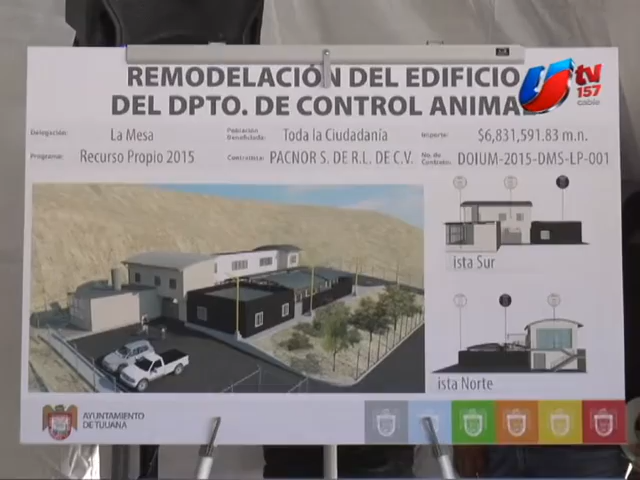 REMODELACIÓN DEL EDIFICIO
DEL DPTO. DE CONTROL ANIMAL
Delegación: La Mesa Población Beneficiada: Toda la Ciudadanía Importe: $6,831,591.83 m.n.
Programa: Recurso Propio 2015 Contratista: PACNOR S. DE R.L. DE C.V. No. de Contrato: DOIUM-2015-DMS-LP-001
tv
157
cable
ista Sur
ista Norte
AYUNTAMIENTO
DE TIJUANA